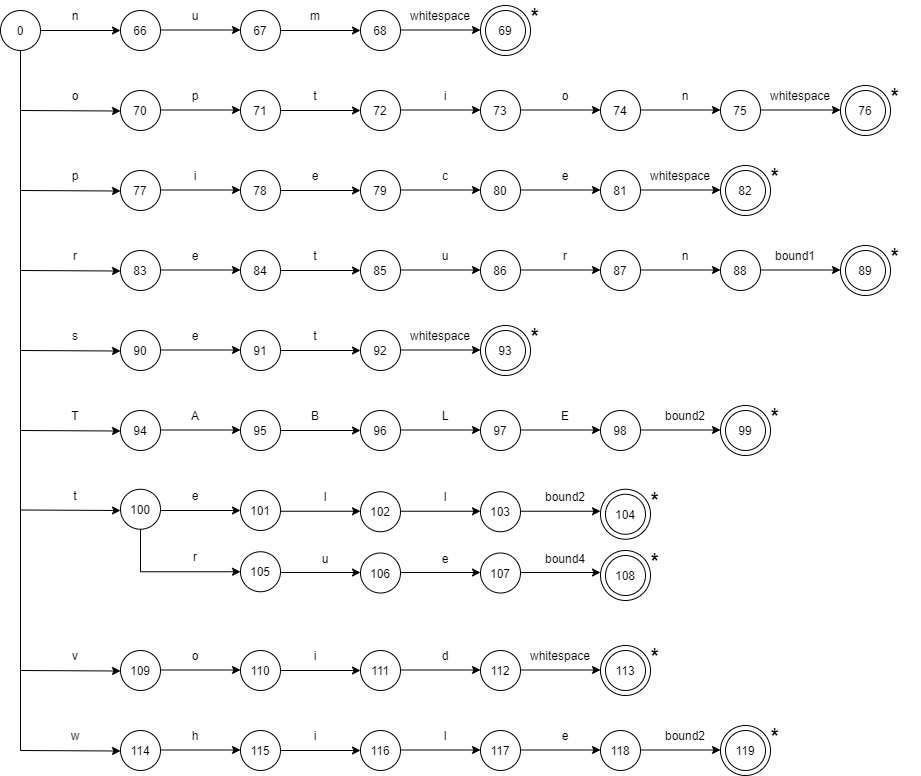 n u m whitespace
0 66 67 68 69 *
o p t i o n whitespace
70 71 72 73 74 75 76 *
p i e c e whitespace
77 78 79 80 81 82 *
r e t u r n bound1
83 84 85 86 87 88 89 *
s e t whitespace
90 91 92 93 *
T A B L E bound2
94 95 96 97 98 99 *
t e l l bound2
100 101 102 103 104 *
r u e bound4
105 106 107 108 *
v o i d whitespace
109 110 111 112 113 *
w h i l e bound2
114 115 116 117 118 119 *